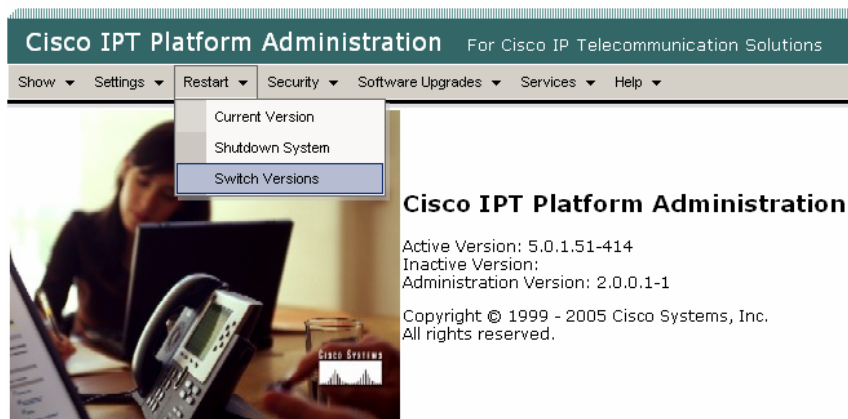 Cisco IPT Platform Administration For Cisco IP Telecommunication Solutions
Show Settings Restart Security Software Upgrades Services Help
Current Version
Shutdown System
Switch Versions
Cisco IPT Platform Administration
Active Version: 5.0.1.51-414
Inactive Version:
Administration Version: 2.0.0.1-1
Copyright © 1999 - 2005 Cisco Systems, Inc.
All rights reserved.
CISCO SYSTEMS